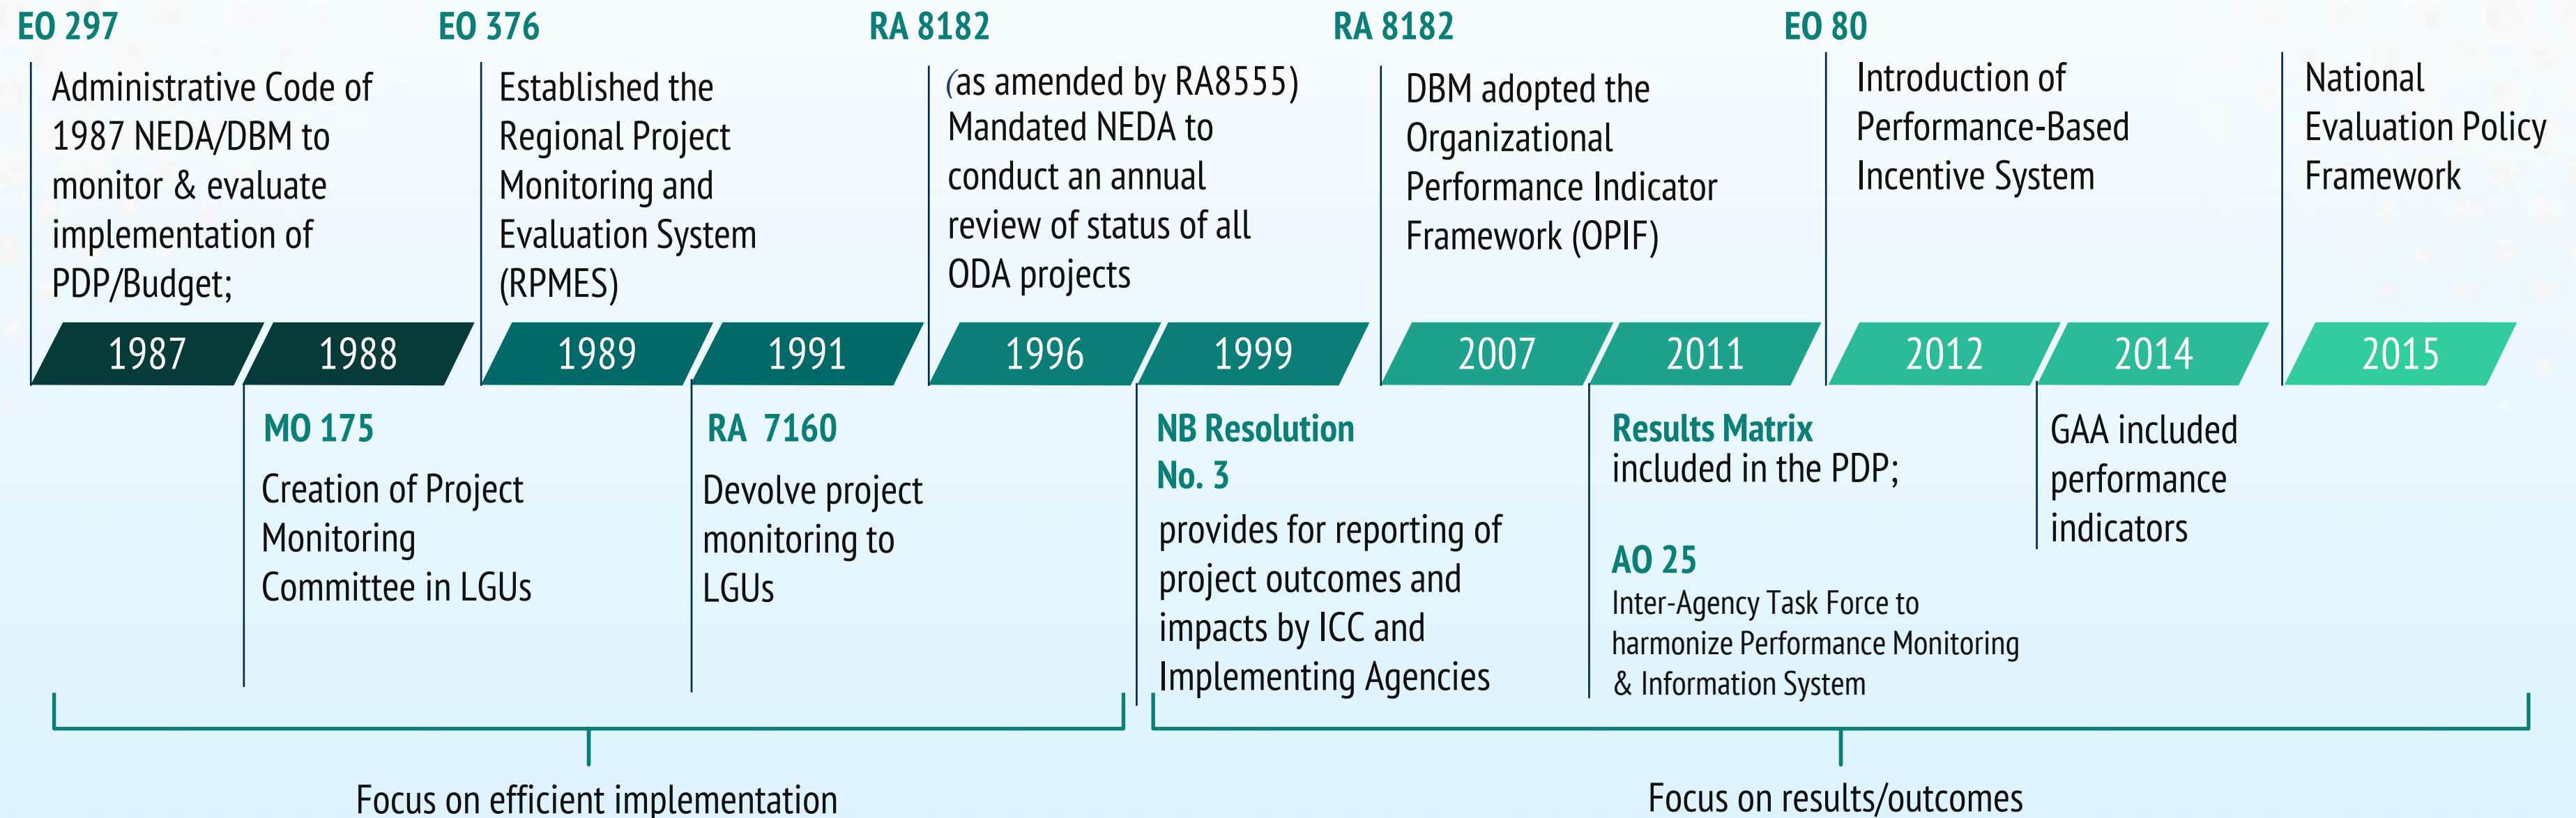 EO 297
Administrative Code of
1987 NEDA/DBM to
monitor & evaluate
implementation of
PDP/Budget;
EO 376
Established the
Regional Project
Monitoring and
Evaluation System
(RPMES)
RA 8182
(as amended by RA8555)
Mandated NEDA to
conduct an annual
review of status of all
ODA projects
RA 8182
DBM adopted the
Organizational
Performance Indicator
Framework (OPIF)
EO 80
Introduction of
Performance-Based
Incentive System
National
Evaluation Policy
Framework
1987
1988
1989
1991
1996
1999
2007
2011
2012
2014
2015
MO 175
Creation of Project
Monitoring
Committee in LGUs
RA 7160
Devolve project
monitoring to
LGUs
NB Resolution
No. 3
provides for reporting of
project outcomes and
impacts by ICC and
Implementing Agencies
Results Matrix
included in the PDP;
AO 25
Inter-Agency Task Force to
harmonize Performance Monitoring
& Information System
GAA included
performance
indicators
Focus on efficient implementation
Focus on results/outcomes